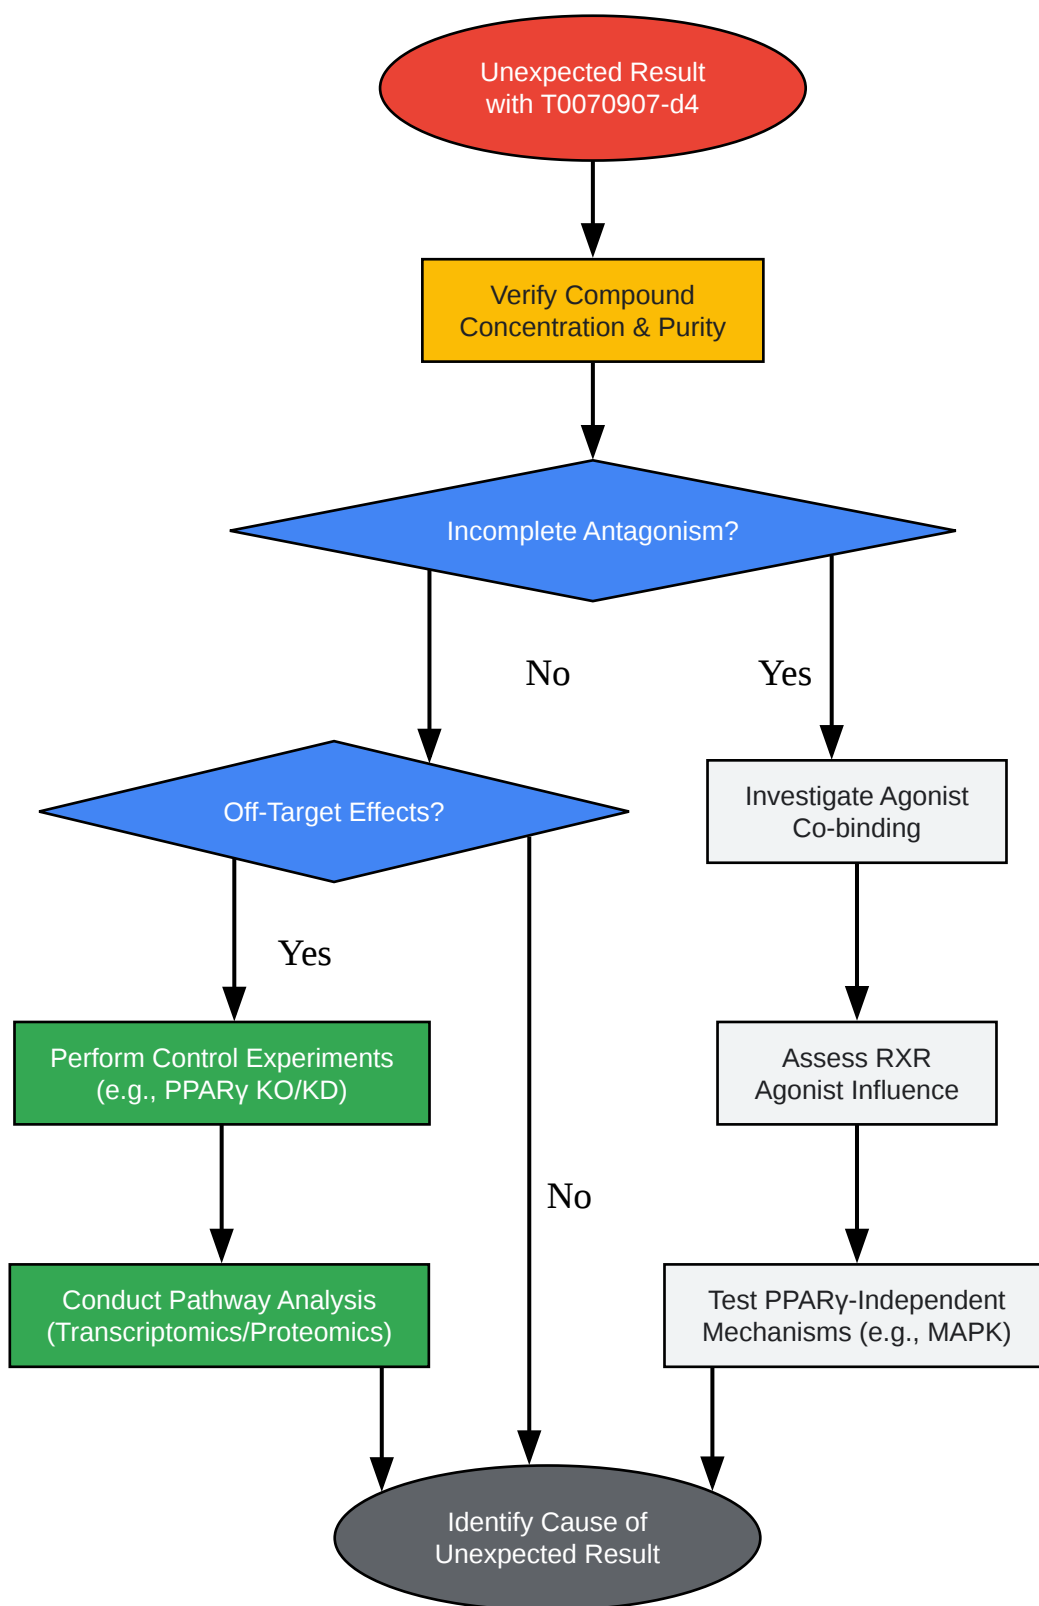 Unexpected Result
with T0070907-d4
Verify Compound
Concentration & Purity
Incomplete Antagonism?
No
Yes
Off-Target Effects?
Investigate Agonist
Co-binding
Yes
Perform Control Experiments
(e.g., PPARγ KO/KD)
Assess RXR
Agonist Influence
No
Conduct Pathway Analysis
(Transcriptomics/Proteomics)
Test PPARγ-Independent
Mechanisms (e.g., MAPK)
Identify Cause of
Unexpected Result